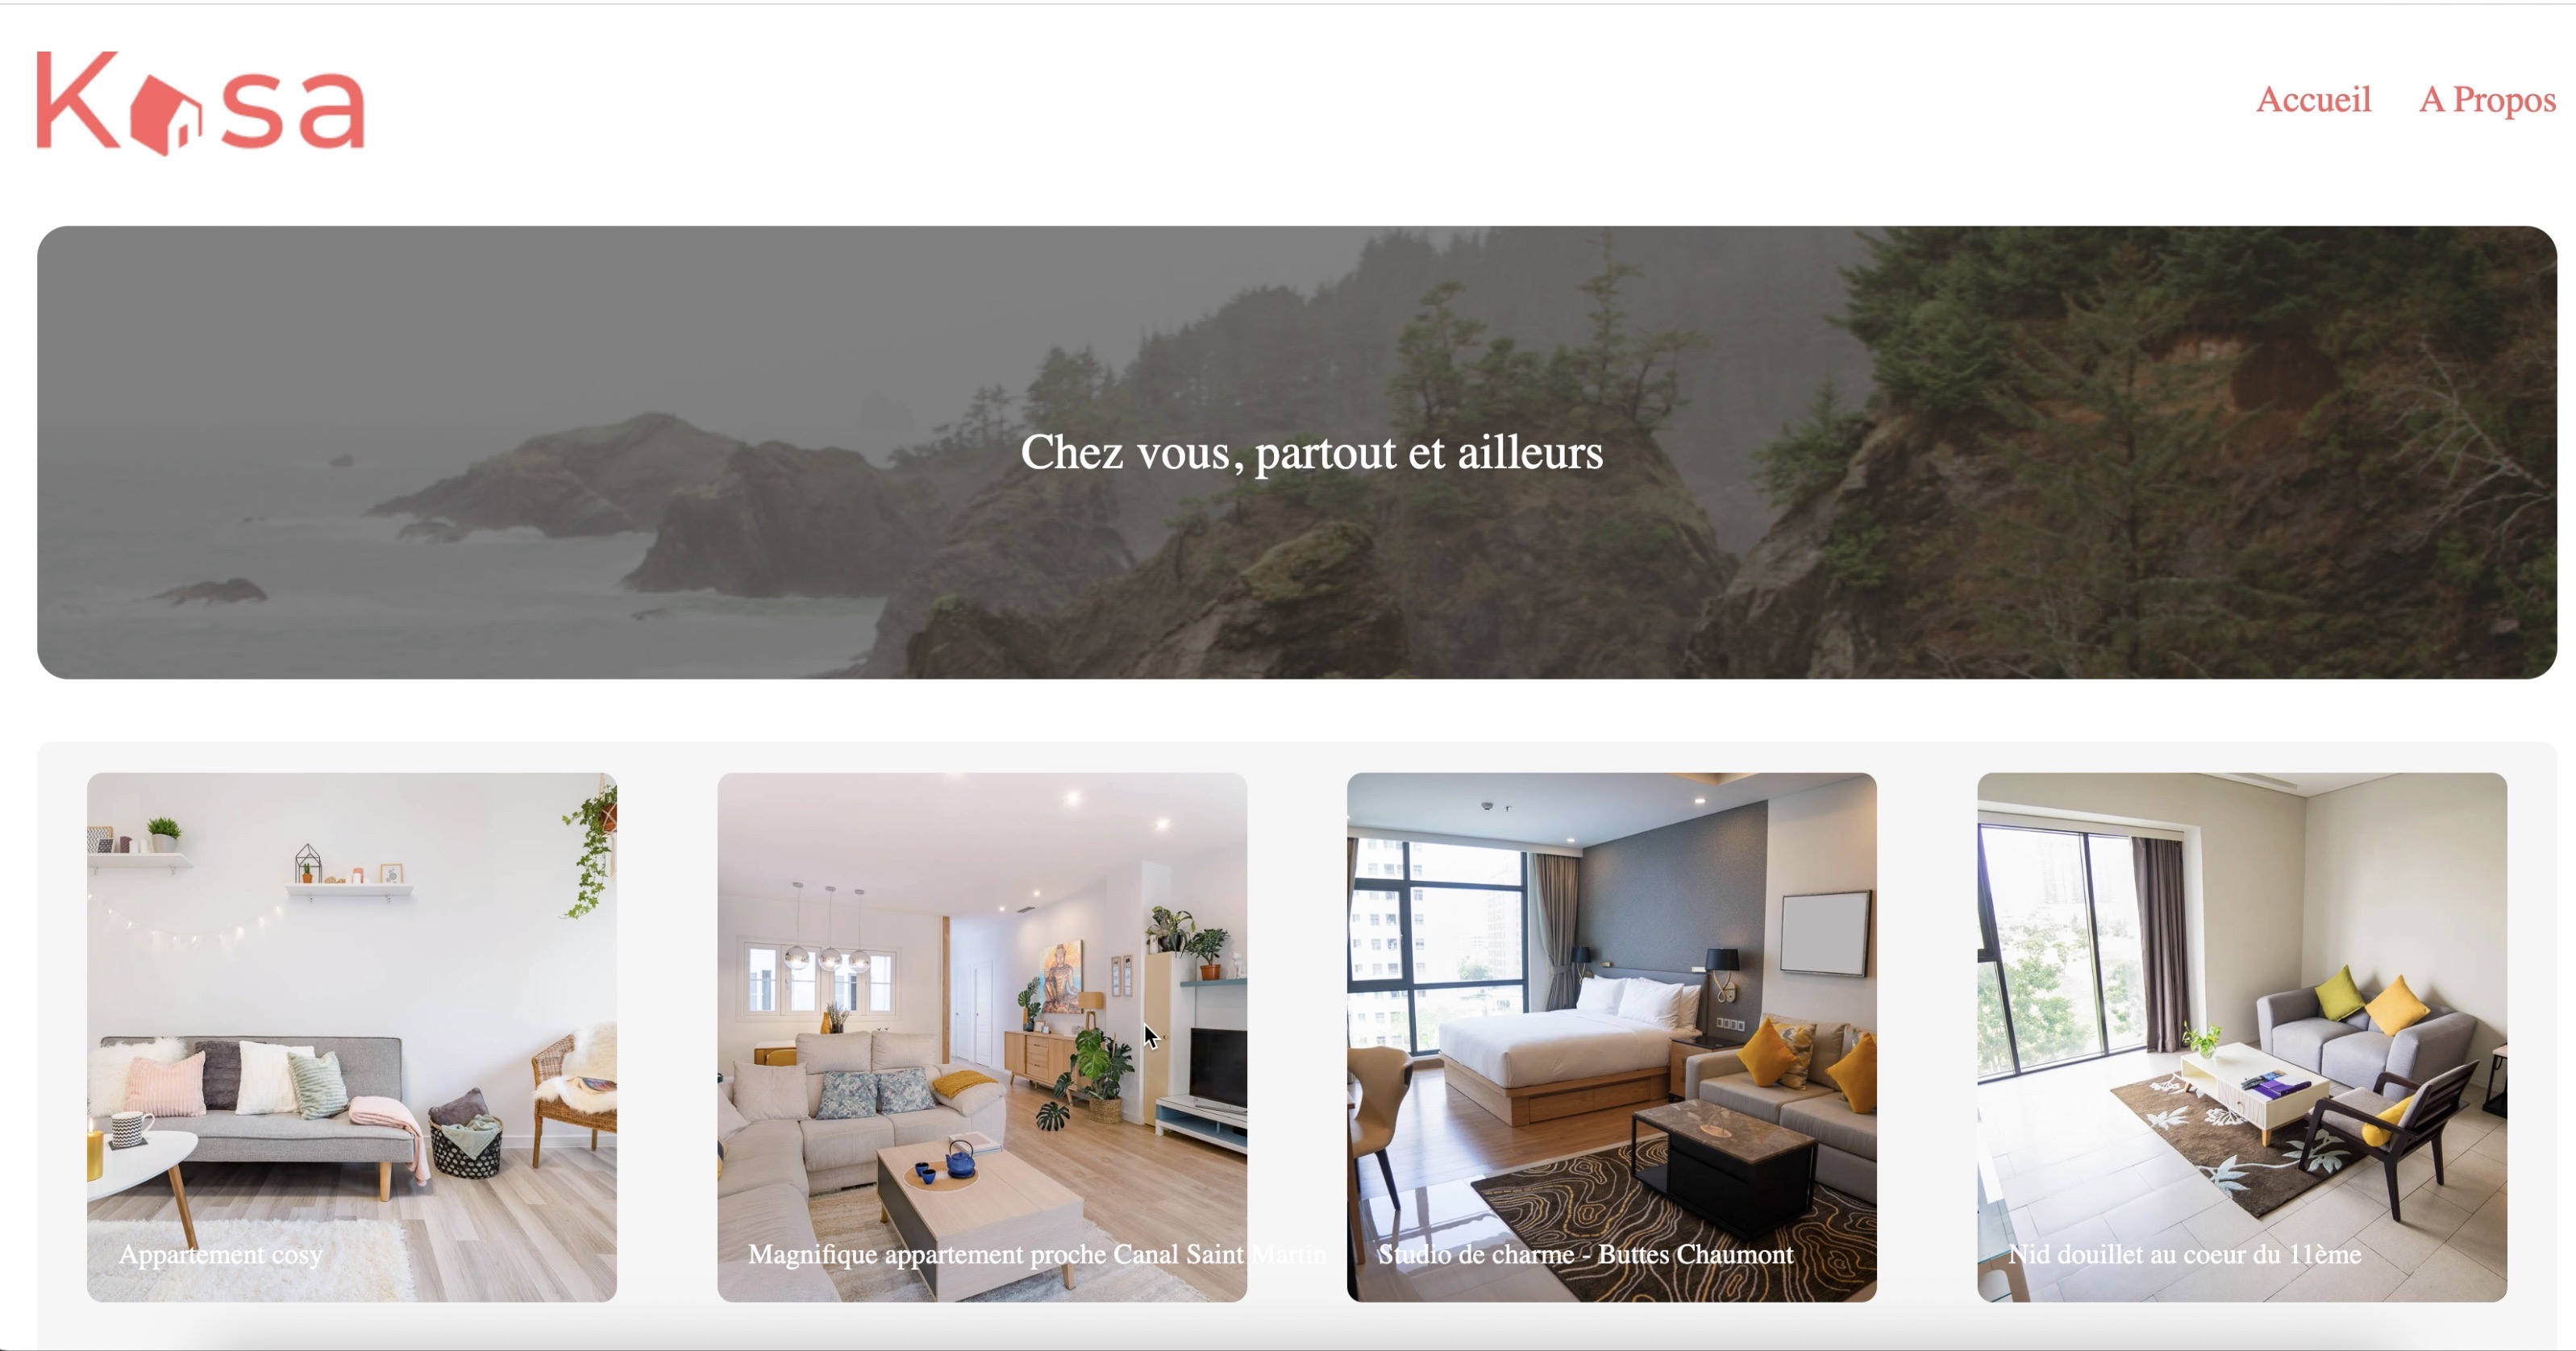 Kasa
Accueil
A Propos
Chez vous, partout et ailleurs
Appartement cosy
Magnifique appartement proche Canal Saint Martin
Studio de charme - Buttes Chaumont
Nid douillet au coeur du 11ème